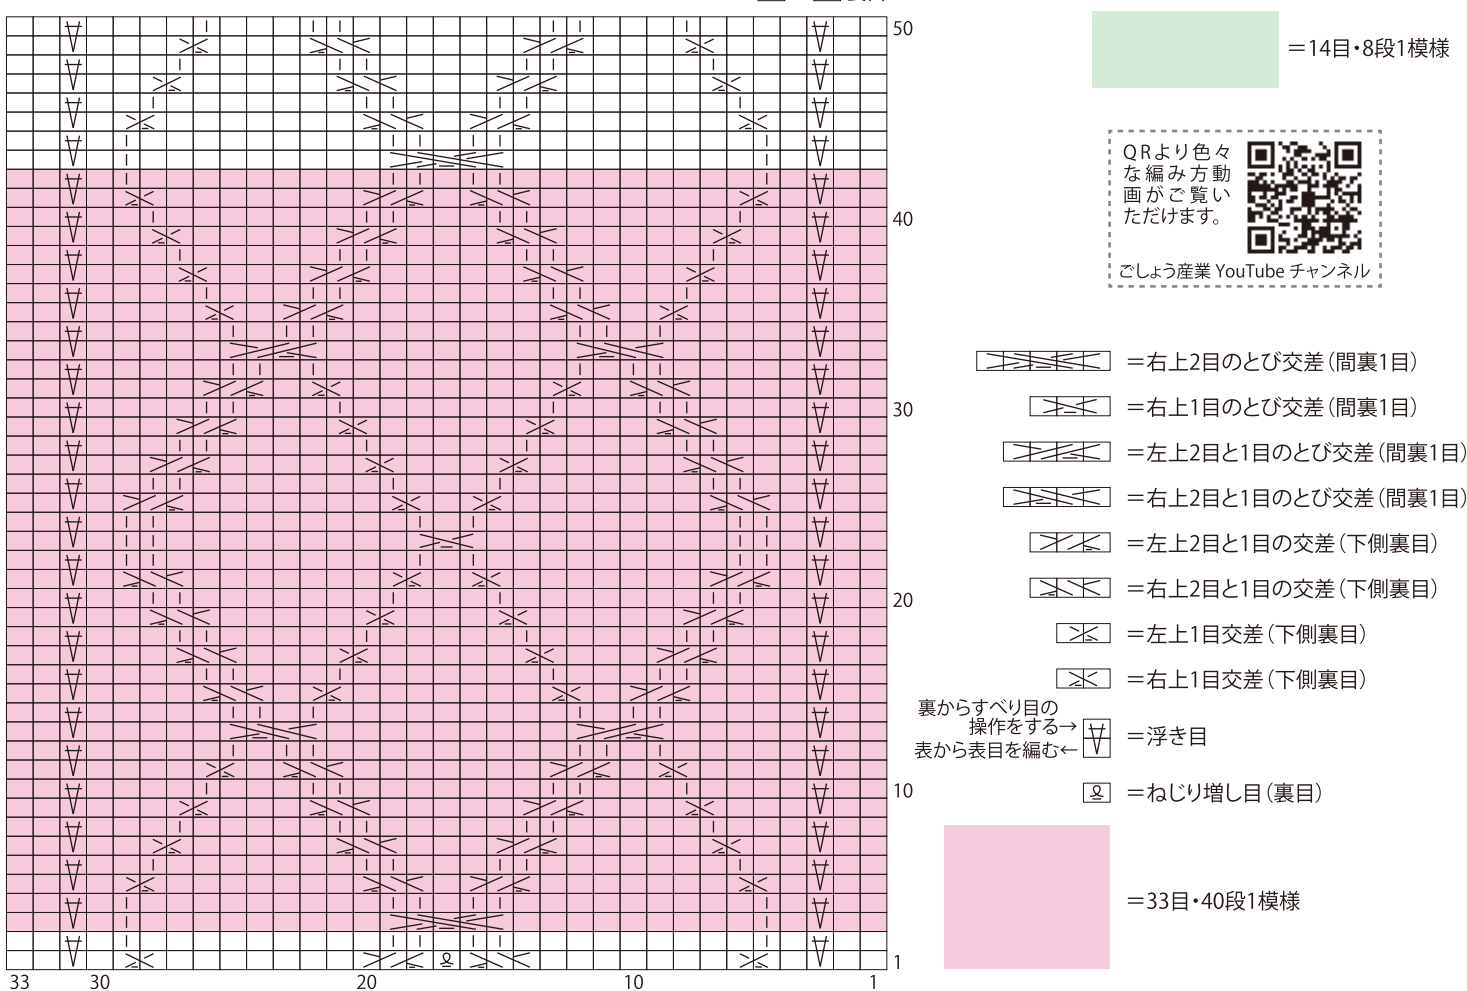 50
40
30
20
10
1
33
30
20
10
1
＝14目・8段1模様
QRより色々
な編み方動
画がご覧い
ただけます。
ごしょう産業 YouTube チャンネル
＝右上2目のとび交差（間裏1目）
＝右上1目のとび交差（間裏1目）
＝左上2目と1目のとび交差（間裏1目）
＝右上2目と1目のとび交差（間裏1目）
＝左上2目と1目の交差（下側裏目）
＝右上2目と1目の交差（下側裏目）
＝左上1目交差（下側裏目）
＝右上1目交差（下側裏目）
裏からすべり目の
操作をする→
表から表目を編む←
＝浮き目
＝ねじり増し目（裏目）
＝33目・40段1模様